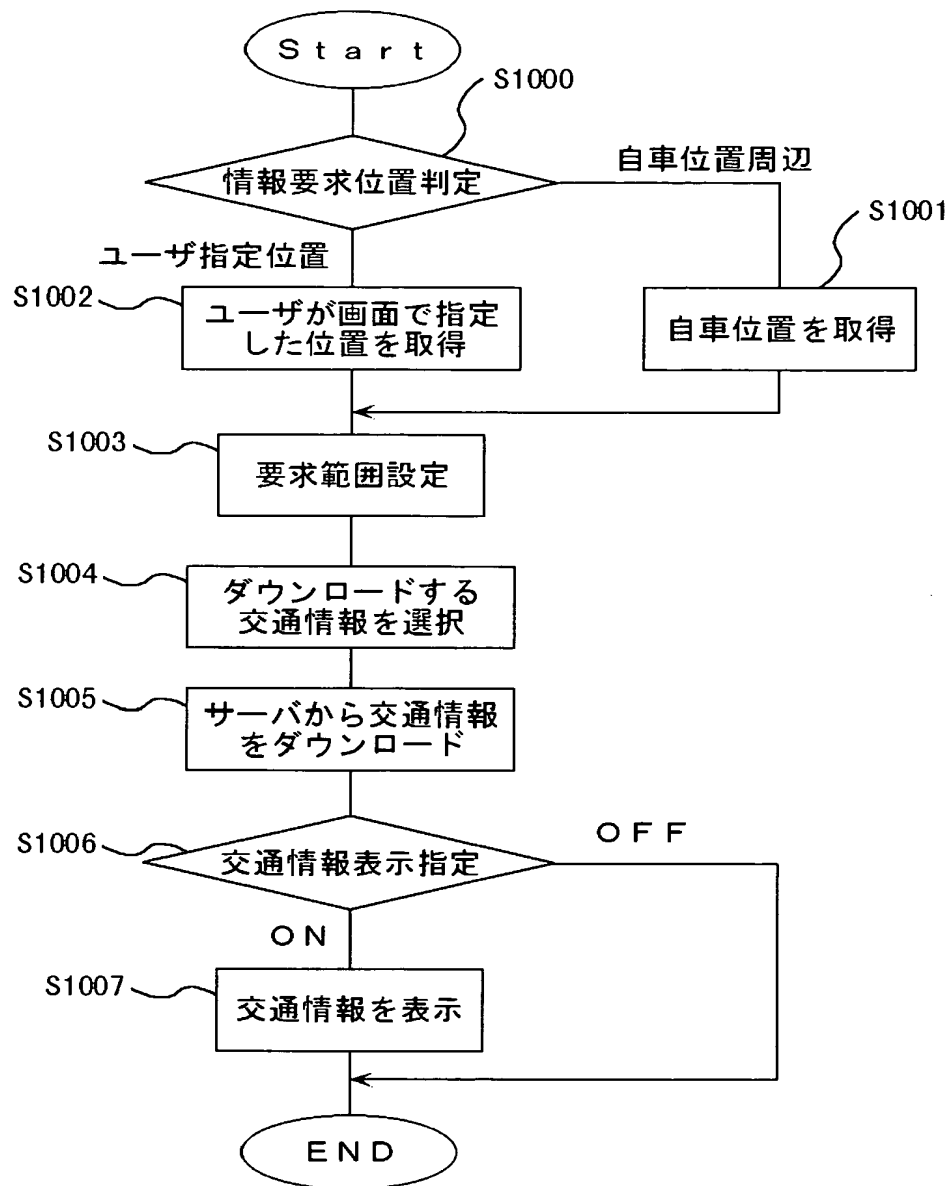 Start
S1000
情報要求位置判定
自車位置周辺
S1001
ユーザ指定位置
S1002
ユーザが画面で指定
した位置を取得
自車位置を取得
S1003
要求範囲設定
S1004
ダウンロードする
交通情報を選択
S1005
サーバから交通情報
をダウンロード
S1006
交通情報表示指定
OFF
ON
S1007
交通情報を表示
END